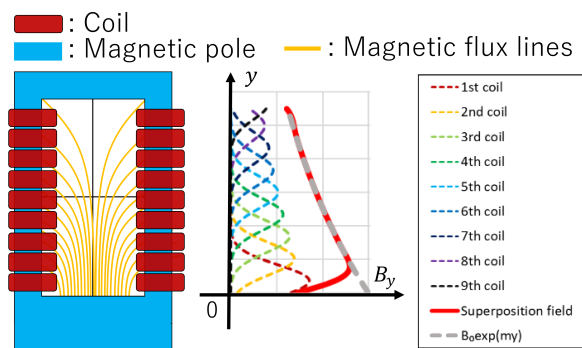 : Coil
: Magnetic pole
: Magnetic flux lines
y
B_y
0
1st coil
2nd coil
3rd coil
4th coil
5th coil
6th coil
7th coil
8th coil
9th coil
Superposition field
B₀exp(my)